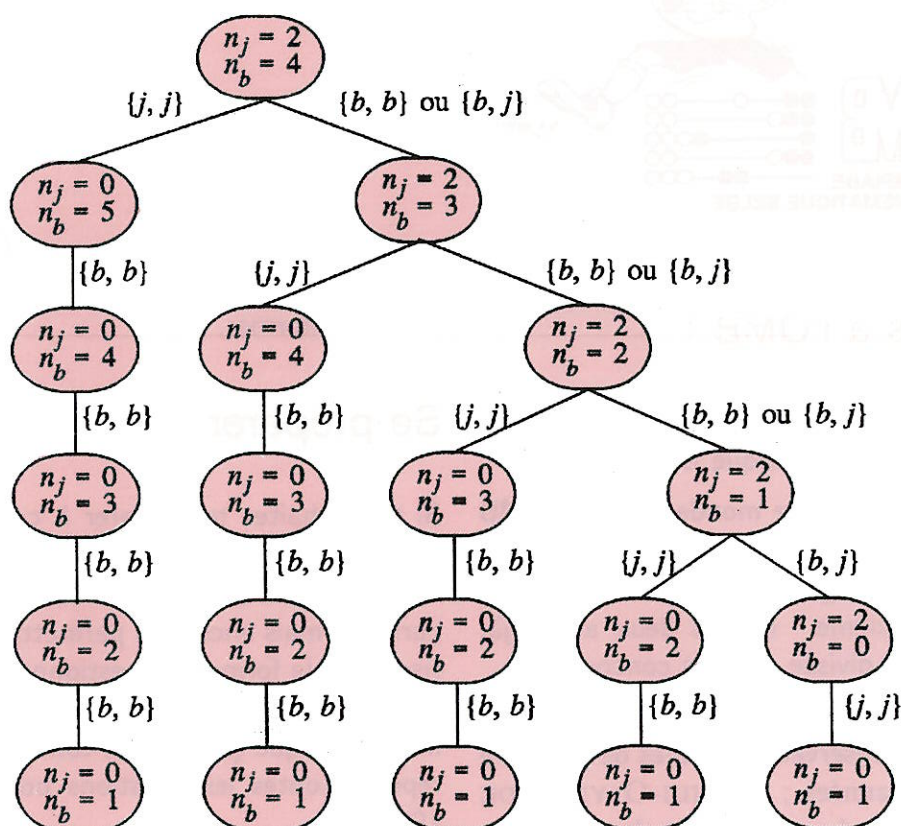 n_j = 2
n_b = 4
{j, j} {b, b} ou {b, j}
n_j = 0 n_j = 2
n_b = 5 n_b = 3
{b, b} {j, j} {b, b} ou {b, j}
n_j = 0 n_j = 0 n_j = 2
n_b = 4 n_b = 4 n_b = 2
{b, b} {b, b} {j, j} {b, b} ou {b, j}
n_j = 0 n_j = 0 n_j = 0 n_j = 2
n_b = 3 n_b = 3 n_b = 3 n_b = 1
{b, b} {b, b} {b, b} {j, j} {b, j}
n_j = 0 n_j = 0 n_j = 0 n_j = 0 n_j = 2
n_b = 2 n_b = 2 n_b = 2 n_b = 2 n_b = 0
{b, b} {b, b} {b, b} {b, b} {j, j}
n_j = 0 n_j = 0 n_j = 0 n_j = 0 n_j = 0
n_b = 1 n_b = 1 n_b = 1 n_b = 1 n_b = 1